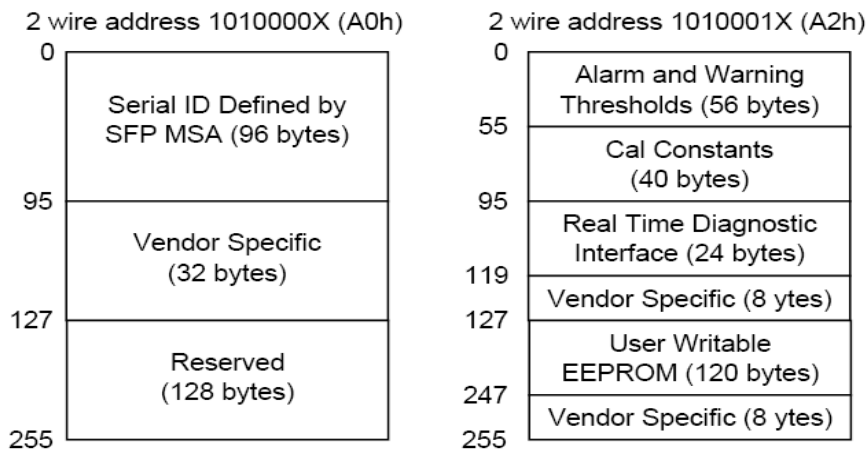 2 wire address 1010000X (A0h)
0
Serial ID Defined by
SFP MSA (96 bytes)
95
Vendor Specific
(32 bytes)
127
Reserved
(128 bytes)
255
2 wire address 1010001X (A2h)
0
Alarm and Warning
Thresholds (56 bytes)
55
Cal Constants
(40 bytes)
95
Real Time Diagnostic
Interface (24 bytes)
119
Vendor Specific (8 ytes)
127
User Writable
EEPROM (120 bytes)
247
Vendor Specific (8 ytes)
255